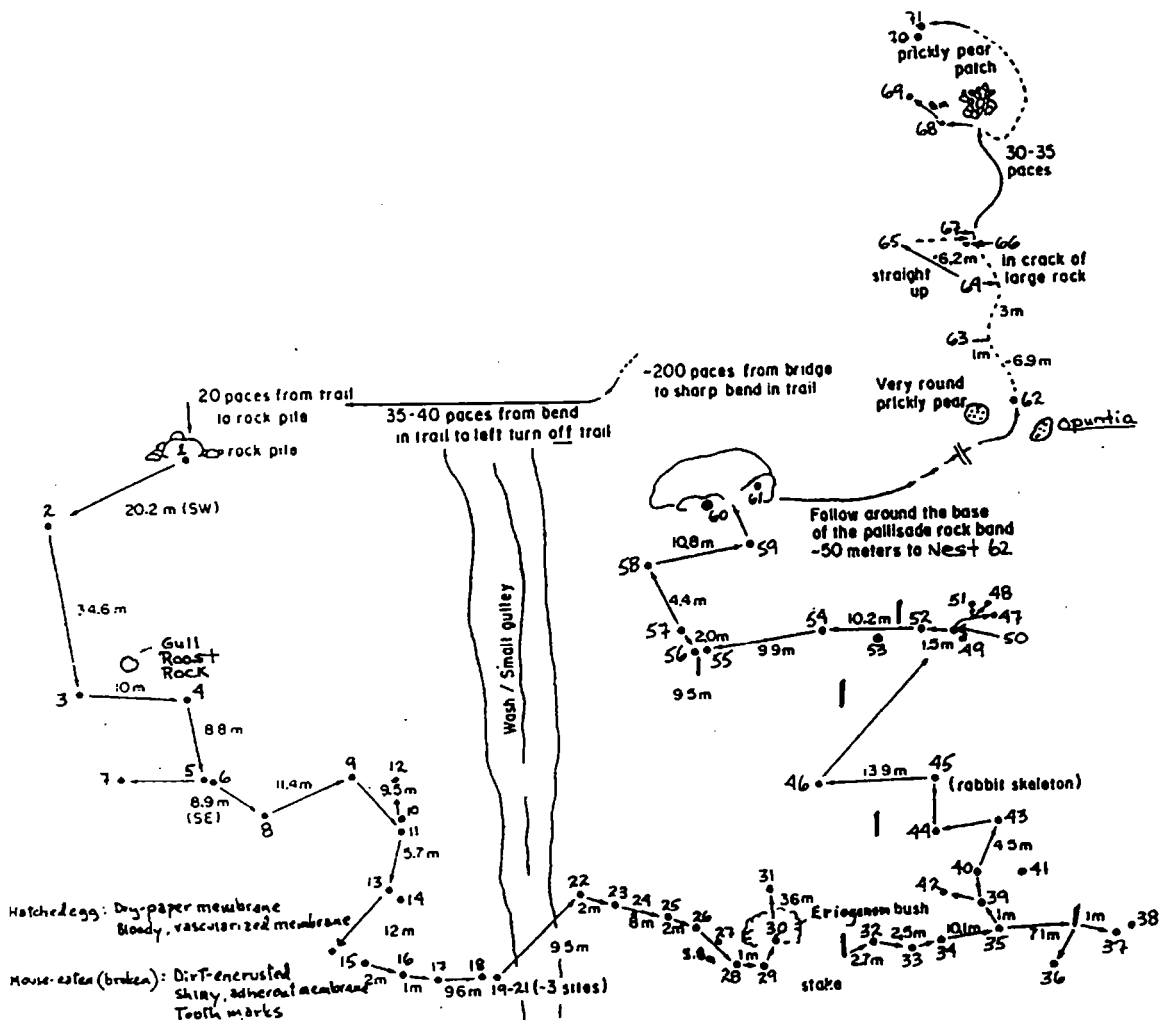 71
70
prickly pear
patch
69
68
30-35
paces
67
65
66
~6.2m
in crack of
large rock
straight
up
64
3m
63
1m
~6.9m
~200 paces from bridge
to sharp bend in trail
20 paces from trail
to rock pile
35-40 paces from bend
in trail to left turn off trail
Very round
prickly pear
62
Opuntia
1
rock pile
2
20.2 m (SW)
61
60
Follow around the base
of the pallisade rock band
~50 meters to Nest 62
10.8m
59
58
34.6 m
Wash / Small gulley
4.4m
51
48
47
57
2.0m
54
10.2m
52
50
Gull
Roost
Rock
56
55
9.9m
53
1.5m
49
10m
3
4
9.5m
8.8m
7
5
6
9
12
11.4m
9.5m
8.9m
(SE)
8
10
11
46
13.9m
45
(rabbit skeleton)
5.7m
44
43
4.5m
13
14
22
31
40
41
Hatched egg: Dry-paper membrane
Bloody, vascularized membrane
2m
23
24
25
36m
42
39
8m
2m
26
Eriogonum bush
12m
27
30
32
2.5m
10.1m
1m
1m
38
9.5m
2.7m
33
34
35
7.1m
37
15
16
Mouse-eaten (broken): Dirt-encrusted
Shiny, adherent membrane
Tooth marks
2m
1m
17
18
9.6m
19-21 (~3 sites)
28
1m
29
stake
36